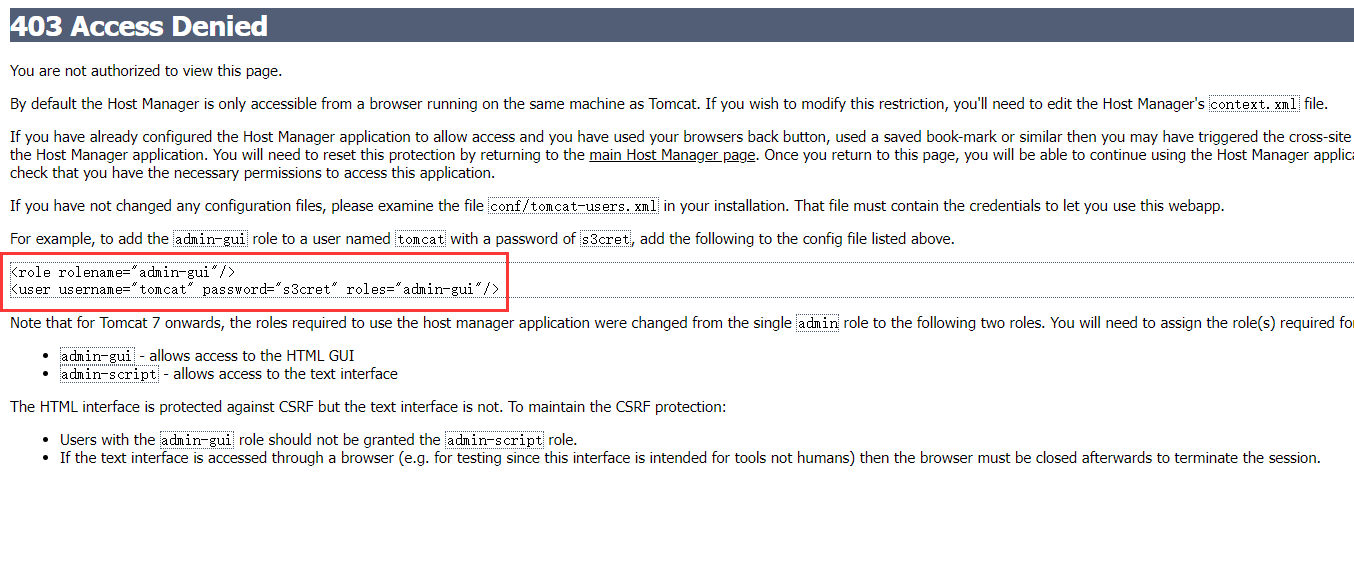 403 Access Denied
You are not authorized to view this page.
By default the Host Manager is only accessible from a browser running on the same machine as Tomcat. If you wish to modify this restriction, you'll need to edit the Host Manager's context.xml file.
If you have already configured the Host Manager application to allow access and you have used your browsers back button, used a saved book-mark or similar then you may have triggered the cross-site
the Host Manager application. You will need to reset this protection by returning to the main Host Manager page. Once you return to this page, you will be able to continue using the Host Manager applica
check that you have the necessary permissions to access this application.
If you have not changed any configuration files, please examine the file conf/tomcat-users.xml in your installation. That file must contain the credentials to let you use this webapp.
For example, to add the admin-gui role to a user named tomcat with a password of s3cret, add the following to the config file listed above.
<role rolename="admin-gui"/>
<user username="tomcat" password="s3cret" roles="admin-gui"/>
Note that for Tomcat 7 onwards, the roles required to use the host manager application were changed from the single admin role to the following two roles. You will need to assign the role(s) required fo
• admin-gui - allows access to the HTML GUI
• admin-script - allows access to the text interface
The HTML interface is protected against CSRF but the text interface is not. To maintain the CSRF protection:
• Users with the admin-gui role should not be granted the admin-script role.
• If the text interface is accessed through a browser (e.g. for testing since this interface is intended for tools not humans) then the browser must be closed afterwards to terminate the session.